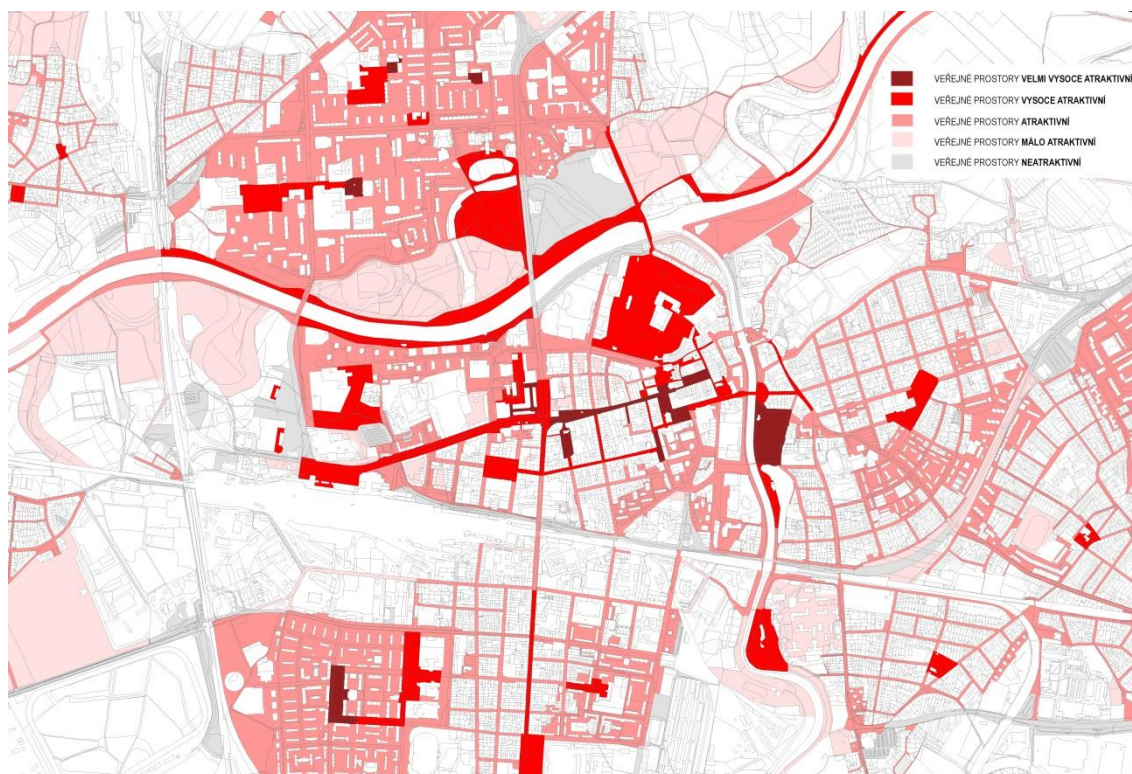 VEŘEJNÉ PROSTORY VELMI VYSOCE ATRAKTIVNÍ
VEŘEJNÉ PROSTORY VYSOCE ATRAKTIVNÍ
VEŘEJNÉ PROSTORY ATRAKTIVNÍ
VEŘEJNÉ PROSTORY MÁLO ATRAKTIVNÍ
VEŘEJNÉ PROSTORY NEATRAKTIVNÍ